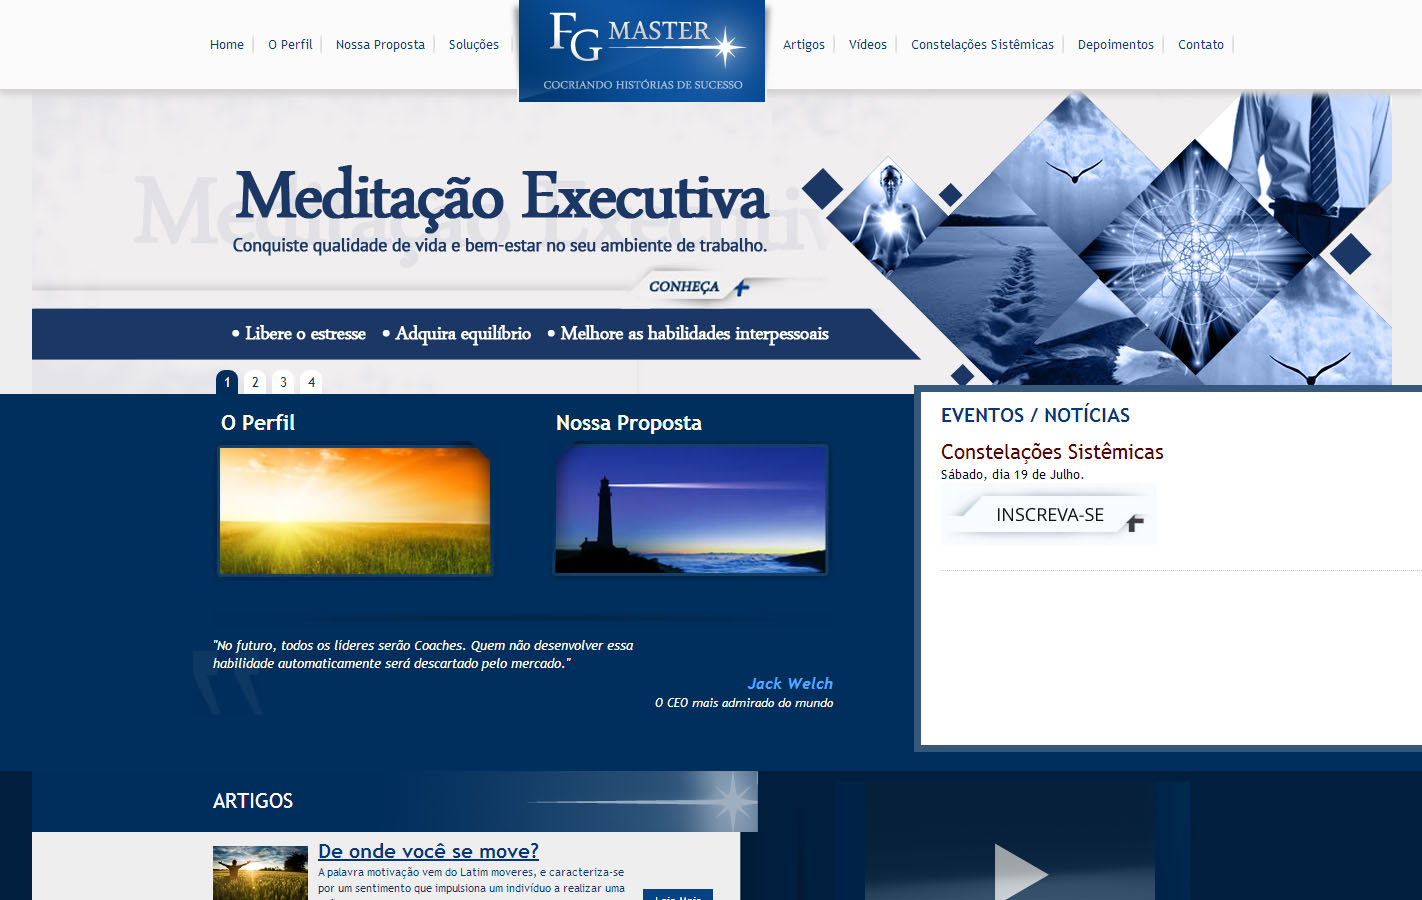 Home
O Perfil
Nossa Proposta
Soluções
FG MASTER
COCRIANDO HISTÓRIAS DE SUCESSO
Artigos
Vídeos
Constelações Sistêmicas
Depoimentos
Contato
Meditação Executiva
Conquiste qualidade de vida e bem-estar no seu ambiente de trabalho.
CONHEÇA
• Libere o estresse • Adquira equilíbrio • Melhore as habilidades interpessoais
1 2 3 4
O Perfil
Nossa Proposta
EVENTOS / NOTÍCIAS
Constelações Sistêmicas
Sábado, dia 19 de Julho.
INSCREVA-SE
"No futuro, todos os líderes serão Coaches. Quem não desenvolver essa
habilidade automaticamente será descartado pelo mercado."
Jack Welch
O CEO mais admirado do mundo
ARTIGOS
De onde você se move?
A palavra motivação vem do Latim moveres, e caracteriza-se
por um sentimento que impulsiona um indivíduo a realizar uma